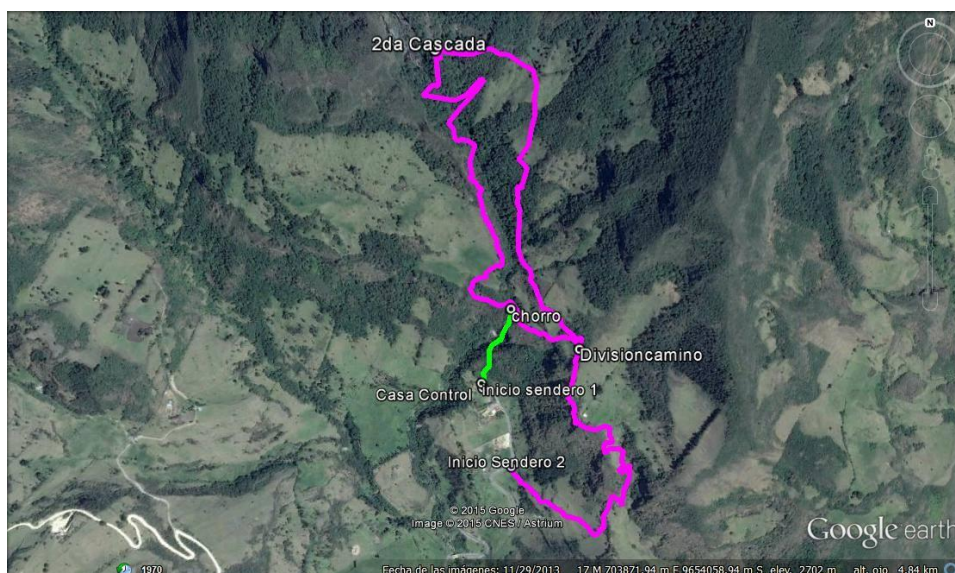 N
2da Cascada
chorro
Divisioncamino
Casa Control
Inicio sendero 1
Inicio Sendero 2
© 2015 Google
Image © 2015 CNES / Astrium
Google earth
1970
Fecha de las imágenes: 11/29/2013 17 M 703871.94 m E 9654058.94 m S elev. 2702 m alt. ojo 4.84 km